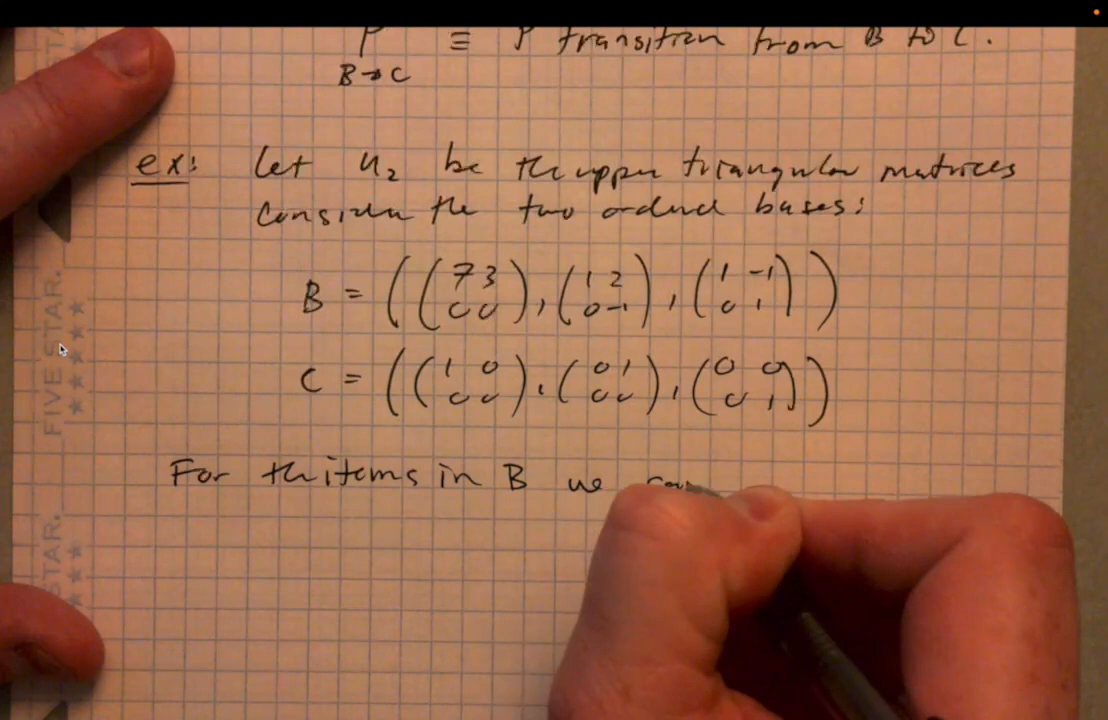 P ≡ P transition from B to C.
B→C
ex: Let U₂ be the upper triangular matrices
consider the two ordered bases:
B = ((7 3 0 0), (1 2 0 -1), (1 -1 0 1))
C = ((1 0 0 0), (0 1 0 0), (0 0 0 1))
For the items in B we
FIVE STAR.
STAR.